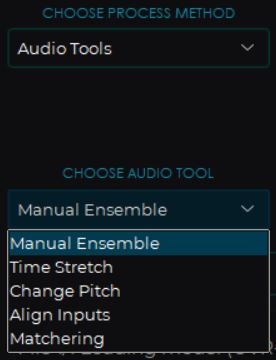 CHOOSE PROCESS METHOD
Audio Tools
CHOOSE AUDIO TOOL
Manual Ensemble
Manual Ensemble
Time Stretch
Change Pitch
Align Inputs
Matchering